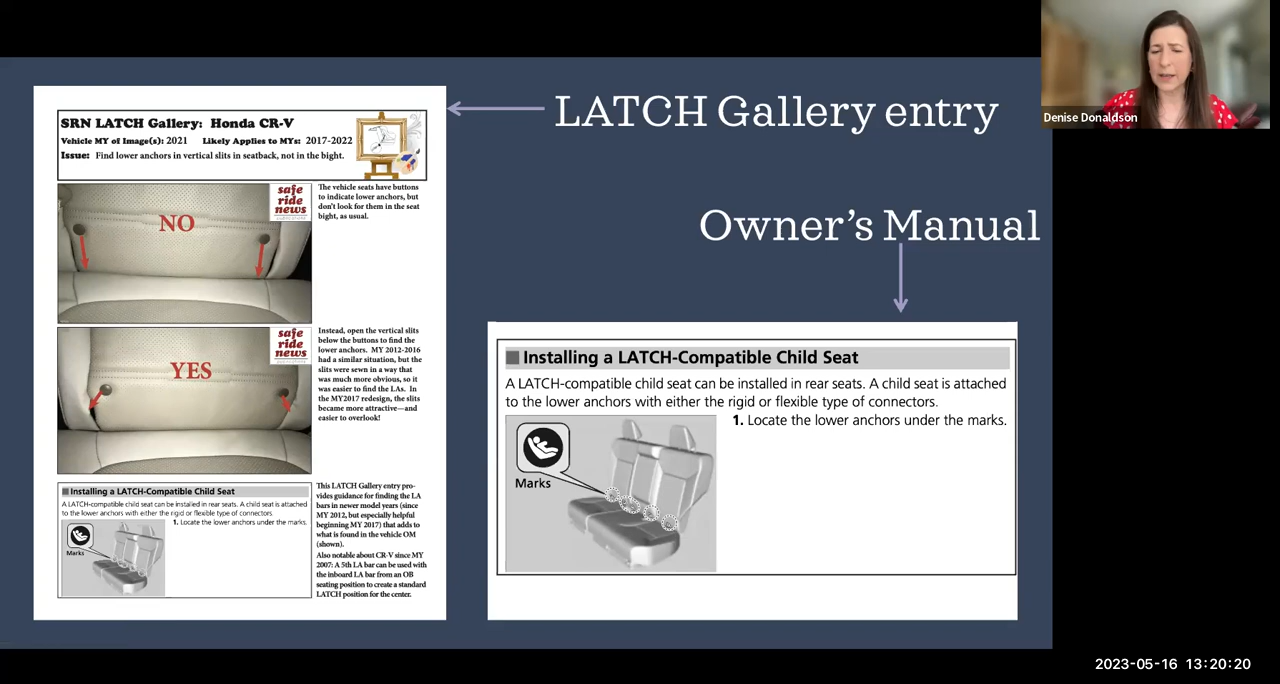 SRN LATCH Gallery: Honda CR-V
Vehicle MY of Image(s): 2021 Likely Applies to MYs: 2017-2022
Issue: Find lower anchors in vertical slits in seatback, not in the bight.
NO
safe
ride
news
The vehicle seats have buttons
to indicate lower anchors, but
don't look for them in the seat
bight, as usual.
YES
safe
ride
news
Instead, open the vertical slits
below the buttons to find the
lower anchors. MY 2012-2016
had a similar situation, but the
slits were sewn in a way that
was much more obvious, so it
was easier to find the LAs. In
the MY2017 redesign, the slits
became more attractive—and
easier to overlook!
Installing a LATCH-Compatible Child Seat
A LATCH-compatible child seat can be installed in rear seats. A child seat is attached
to the lower anchors with either the rigid or flexible type of connectors.
1. Locate the lower anchors under the marks.
Marks
This LATCH Gallery entry pro-
vides guidance for finding the LA
bars in newer model years (since
MY 2012, but especially helpful
beginning MY 2017) that adds to
what is found in the vehicle OM
(shown).
Also notable about CR-V since MY
2007: A 5th LA bar can be used with
the inboard LA bar from an OB
seating position to create a standard
LATCH position for the center.
LATCH Gallery entry
Owner's Manual
Installing a LATCH-Compatible Child Seat
A LATCH-compatible child seat can be installed in rear seats. A child seat is attached
to the lower anchors with either the rigid or flexible type of connectors.
1. Locate the lower anchors under the marks.
Marks
Denise Donaldson
2023-05-16 13:20:20